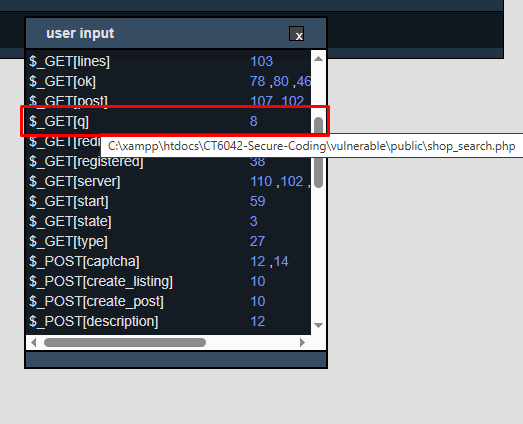 user input
x
$_GET[lines] 103
$_GET[ok] 78 ,80 ,46
$_GET[post] 107 ,102
$_GET[q] 8
C:\xampp\htdocs\CT6042-Secure-Coding\vulnerable\public\shop_search.php
$_GET[registered] 38
$_GET[server] 110 ,102 ,
$_GET[start] 59
$_GET[state] 3
$_GET[type] 27
$_POST[captcha] 12 ,14
$_POST[create_listing] 10
$_POST[create_post] 10
$_POST[description] 12